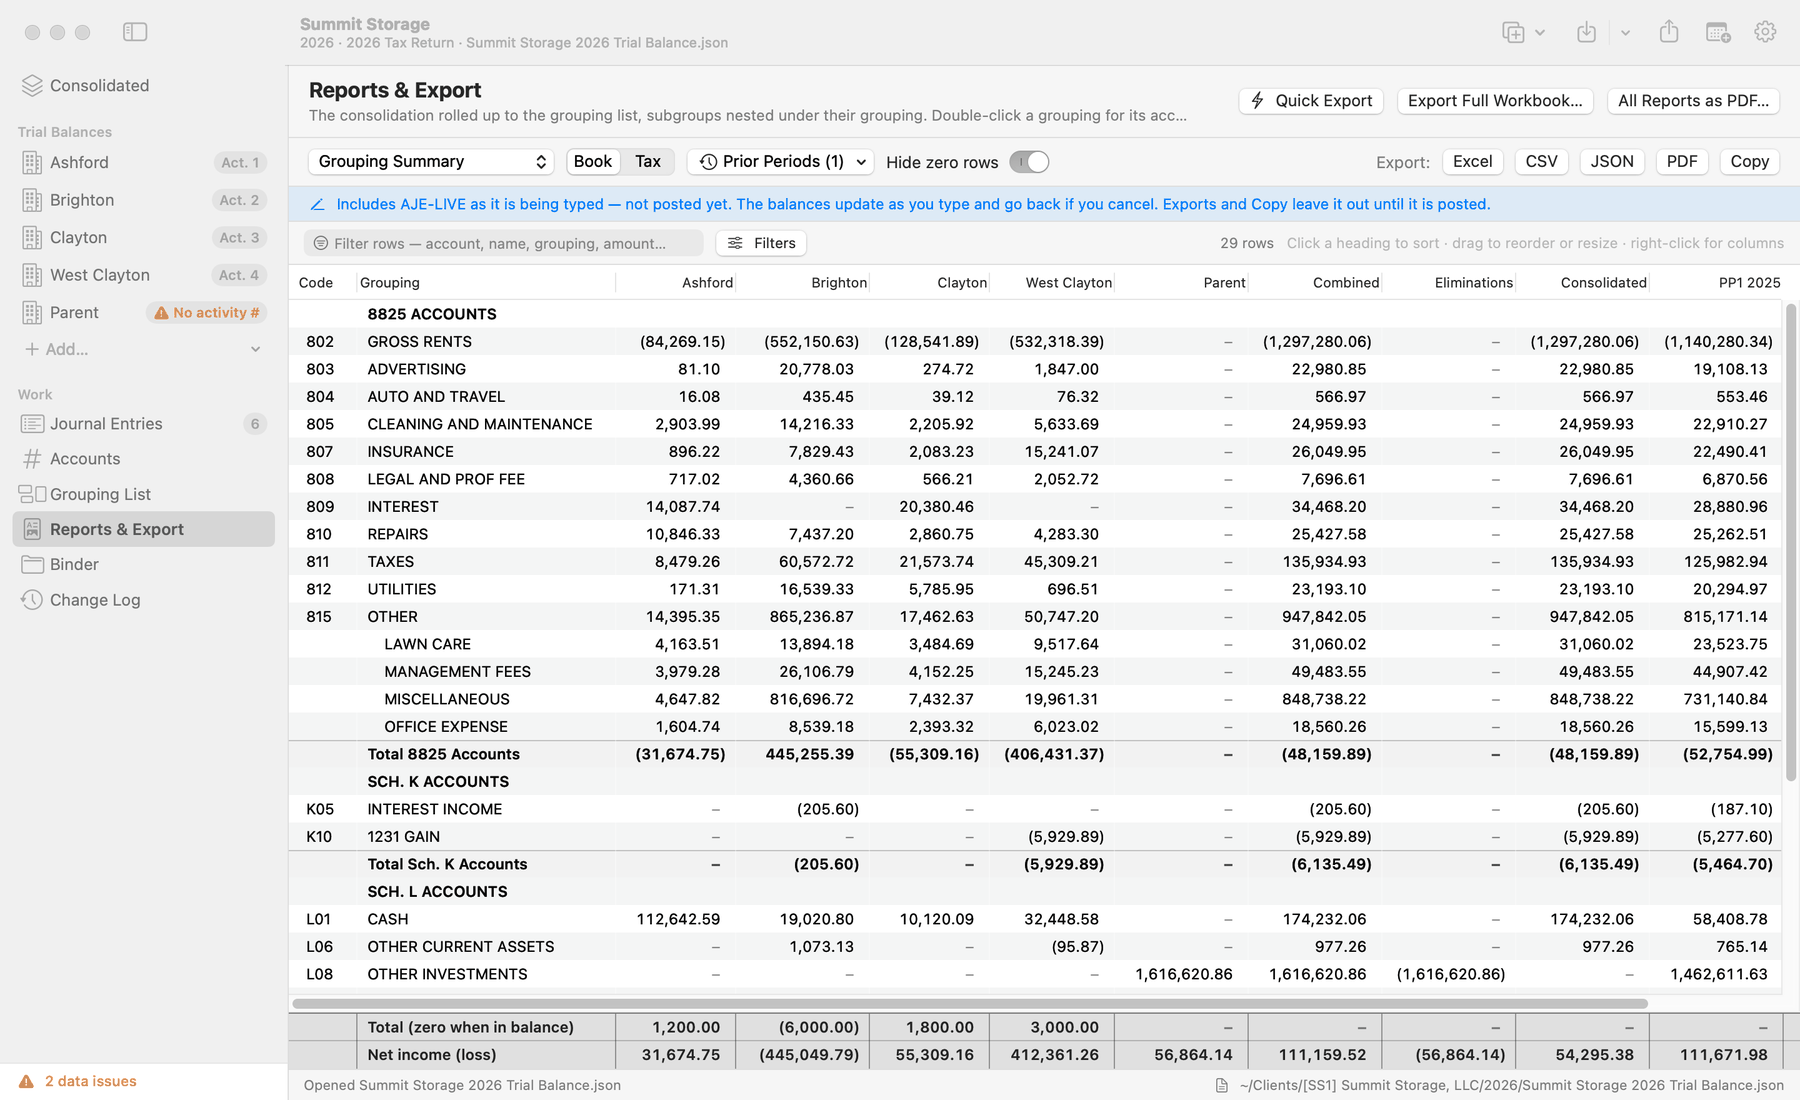 Summit Storage
2026 · 2026 Tax Return · Summit Storage 2026 Trial Balance.json
Consolidated
Trial Balances
Ashford Act. 1
Brighton Act. 2
Clayton Act. 3
West Clayton Act. 4
Parent No activity #
Add...
Work
Journal Entries 6
Accounts
Grouping List
Reports & Export
Binder
Change Log
2 data issues
Reports & Export
The consolidation rolled up to the grouping list, subgroups nested under their grouping. Double-click a grouping for its acc...
Quick Export Export Full Workbook... All Reports as PDF...
Grouping Summary Book Tax Prior Periods (1) Hide zero rows Export: Excel CSV JSON PDF Copy
Includes AJE-LIVE as it is being typed — not posted yet. The balances update as you type and go back if you cancel. Exports and Copy leave it out until it is posted.
Filter rows — account, name, grouping, amount... Filters 29 rows Click a heading to sort · drag to reorder or resize · right-click for columns
Code Grouping Ashford Brighton Clayton West Clayton Parent Combined Eliminations Consolidated PP1 2025
8825 ACCOUNTS
802 GROSS RENTS (84,269.15) (552,150.63) (128,541.89) (532,318.39) – (1,297,280.06) – (1,297,280.06) (1,140,280.34)
803 ADVERTISING 81.10 20,778.03 274.72 1,847.00 – 22,980.85 – 22,980.85 19,108.13
804 AUTO AND TRAVEL 16.08 435.45 39.12 76.32 – 566.97 – 566.97 553.46
805 CLEANING AND MAINTENANCE 2,903.99 14,216.33 2,205.92 5,633.69 – 24,959.93 – 24,959.93 22,910.27
807 INSURANCE 896.22 7,829.43 2,083.23 15,241.07 – 26,049.95 – 26,049.95 22,490.41
808 LEGAL AND PROF FEE 717.02 4,360.66 566.21 2,052.72 – 7,696.61 – 7,696.61 6,870.56
809 INTEREST 14,087.74 – 20,380.46 – – 34,468.20 – 34,468.20 28,880.96
810 REPAIRS 10,846.33 7,437.20 2,860.75 4,283.30 – 25,427.58 – 25,427.58 25,262.51
811 TAXES 8,479.26 60,572.72 21,573.74 45,309.21 – 135,934.93 – 135,934.93 125,982.94
812 UTILITIES 171.31 16,539.33 5,785.95 696.51 – 23,193.10 – 23,193.10 20,294.97
815 OTHER 14,395.35 865,236.87 17,462.63 50,747.20 – 947,842.05 – 947,842.05 815,171.14
LAWN CARE 4,163.51 13,894.18 3,484.69 9,517.64 – 31,060.02 – 31,060.02 23,523.75
MANAGEMENT FEES 3,979.28 26,106.79 4,152.25 15,245.23 – 49,483.55 – 49,483.55 44,907.42
MISCELLANEOUS 4,647.82 816,696.72 7,432.37 19,961.31 – 848,738.22 – 848,738.22 731,140.84
OFFICE EXPENSE 1,604.74 8,539.18 2,393.32 6,023.02 – 18,560.26 – 18,560.26 15,599.13
Total 8825 Accounts (31,674.75) 445,255.39 (55,309.16) (406,431.37) – (48,159.89) – (48,159.89) (52,754.99)
SCH. K ACCOUNTS
K05 INTEREST INCOME – (205.60) – – – (205.60) – (205.60) (187.10)
K10 1231 GAIN – – – (5,929.89) – (5,929.89) – (5,929.89) (5,277.60)
Total Sch. K Accounts – (205.60) – (5,929.89) – (6,135.49) – (6,135.49) (5,464.70)
SCH. L ACCOUNTS
L01 CASH 112,642.59 19,020.80 10,120.09 32,448.58 – 174,232.06 – 174,232.06 58,408.78
L06 OTHER CURRENT ASSETS – 1,073.13 – (95.87) – 977.26 – 977.26 765.14
L08 OTHER INVESTMENTS – – – – 1,616,620.86 1,616,620.86 (1,616,620.86) – 1,462,611.63
Total (zero when in balance) 1,200.00 (6,000.00) 1,800.00 3,000.00 – – – – –
Net income (loss) 31,674.75 (445,049.79) 55,309.16 412,361.26 56,864.14 111,159.52 (56,864.14) 54,295.38 111,671.98
Opened Summit Storage 2026 Trial Balance.json ~/Clients/[SS1] Summit Storage, LLC/2026/Summit Storage 2026 Trial Balance.json